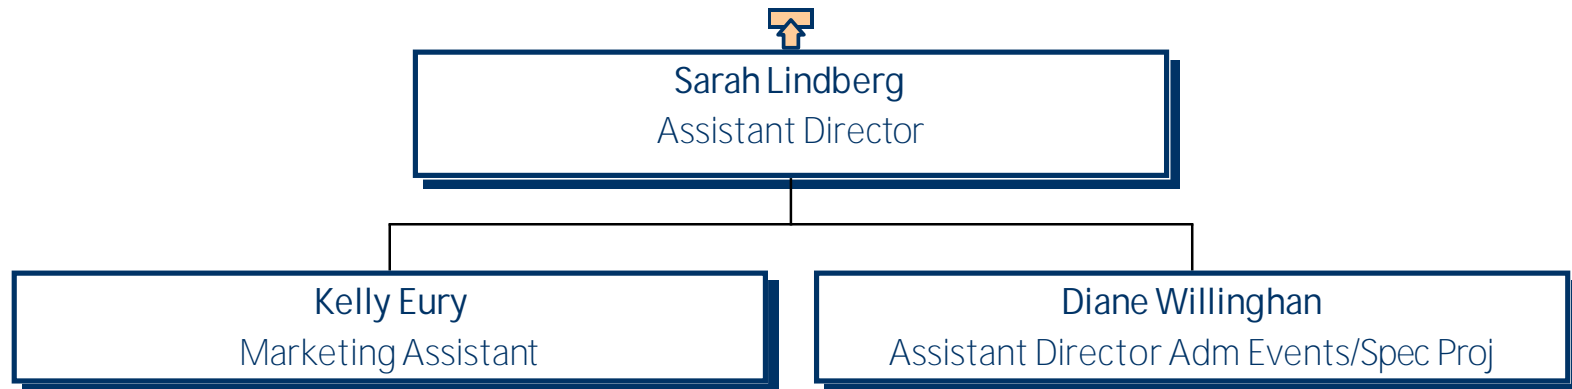 Sarah Lindberg
Assistant Director
Kelly Eury
Marketing Assistant
Diane Willinghan
Assistant Director Adm Events/Spec Proj